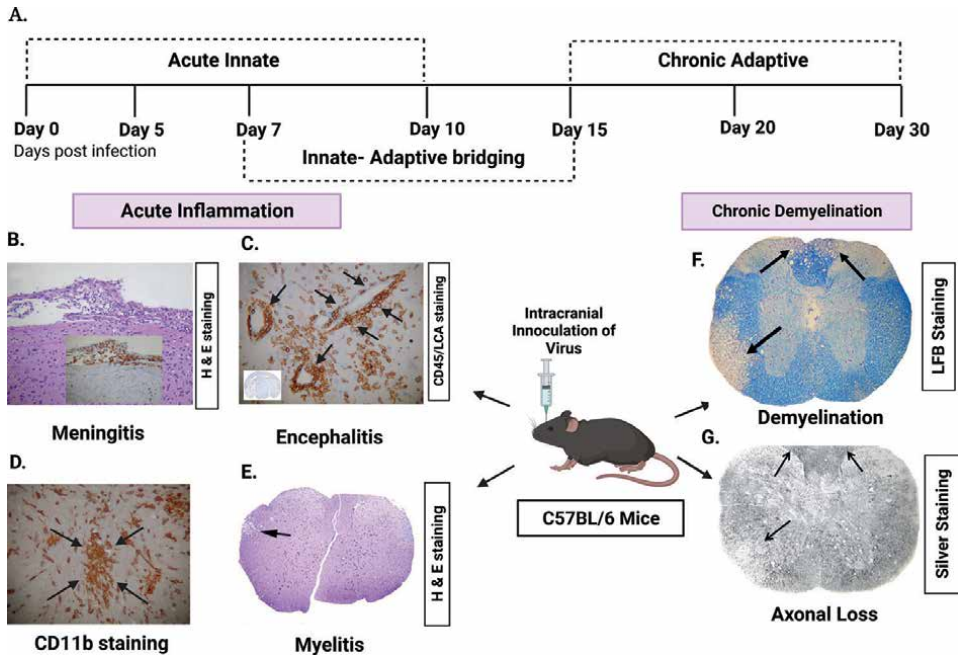 A.
Acute Innate
Chronic Adaptive
Day 0
Day 5
Day 7
Day 10
Day 15
Day 20
Day 30
Days post infection
Innate- Adaptive bridging
Acute Inflammation
Chronic Demyelination
B.
H & E staining
Meningitis
C.
CD45/LCA staining
Encephalitis
D.
CD11b staining
E.
H & E staining
Myelitis
Intracranial
Innoculation of
Virus
C57BL/6 Mice
F.
LFB Staining
Demyelination
G.
Silver Staining
Axonal Loss